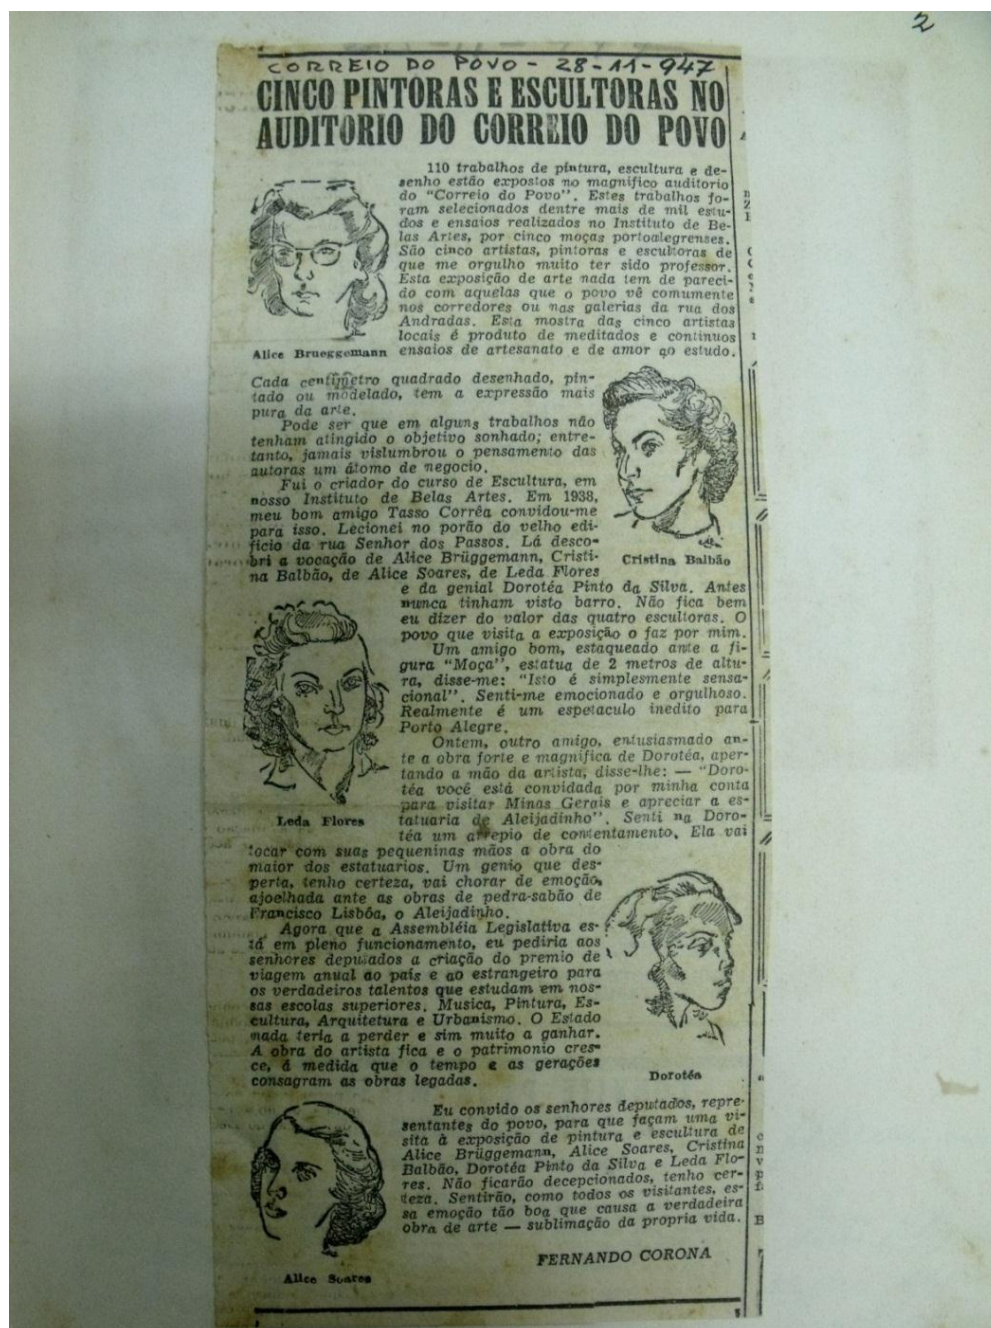 2
CORREIO DO POVO - 28-11-947
CINCO PINTORAS E ESCULTORAS NO
AUDITORIO DO CORREIO DO POVO
110 trabalhos de pintura, escultura e de-
senho estão expostos no magnifico auditorio
do "Correio do Povo". Estes trabalhos fo-
ram selecionados dentre mais de mil estu-
dos e ensaios realizados no Instituto de Be-
las Artes, por cinco moças portoalegrenses.
São cinco artistas, pintoras e escultoras de
que me orgulho muito ter sido professor.
Esta exposição de arte nada tem de pareci-
do com aquelas que o povo vê comumente
nos corredores ou nas galerias da rua dos
Andradas. Esta mostra das cinco artistas
locais é produto de meditados e continuos
ensaios de artesanato e de amor ao estudo.
Alice Brueggemann
Cada centímetro quadrado desenhado, pin-
tado ou modelado, tem a expressão mais
pura da arte.
Pode ser que em alguns trabalhos não
tenham atingido o objetivo sonhado; entre-
tanto, jamais vislumbrou o pensamento das
autoras um átomo de negocio.
Fui o criador do curso de Escultura, em
nosso Instituto de Belas Artes. Em 1938,
meu bom amigo Tasso Corrêa convidou-me
para isso. Lecionei no porão do velho edi-
ficio da rua Senhor dos Passos. Lá desco-
bri a vocação de Alice Brüggemann, Cristi-
na Balbão, de Alice Soares, de Leda Flores
Cristina Balbão
e da genial Dorotéa Pinto da Silva. Antes
nunca tinham visto barro. Não fica bem
eu dizer do valor das quatro escultoras. O
povo que visita a exposição o faz por mim.
Um amigo bom, estaqueado ante a fi-
gura "Moça", estatua de 2 metros de altu-
ra, disse-me: "Isto é simplesmente sensa-
cional". Senti-me emocionado e orgulhoso.
Realmente é um espetaculo inedito para
Porto Alegre.
Ontem, outro amigo, entusiasmado an-
te a obra forte e magnifica de Dorotéa, aper-
tando a mão da artista, disse-lhe: — "Doro-
téa você está convidada por minha conta
para visitar Minas Gerais e apreciar a es-
tatuaria de Aleijadinho". Senti na Doro-
téa um arrepio de contentamento. Ela vai
Leda Flores
tocar com suas pequeninas mãos a obra do
maior dos estatuarios. Um genio que des-
perta, tenho certeza, vai chorar de emoção,
ajoelhada ante as obras de pedra-sabão de
Francisco Lisbôa, o Aleijadinho.
Agora que a Assembléia Legislativa es-
tá em pleno funcionamento, eu pediria aos
senhores deputados a criação do premio de
viagem anual ao país e ao estrangeiro para
os verdadeiros talentos que estudam em nos-
sas escolas superiores. Musica, Pintura, Es-
cultura, Arquitetura e Urbanismo. O Estado
nada teria a perder e sim muito a ganhar.
A obra do artista fica e o patrimonio cres-
ce, á medida que o tempo e as gerações
consagram as obras legadas.
Dorotéa
Eu convido os senhores deputados, repre-
sentantes do povo, para que façam uma vi-
sita à exposição de pintura e escultura de
Alice Brüggemann, Alice Soares, Cristina
Balbão, Dorotéa Pinto da Silva e Leda Flo-
res. Não ficarão decepcionados, tenho cer-
teza. Sentirão, como todos os visitantes, es-
sa emoção tão boa que causa a verdadeira
obra de arte — sublimação da propria vida.
FERNANDO CORONA
Alice Soares